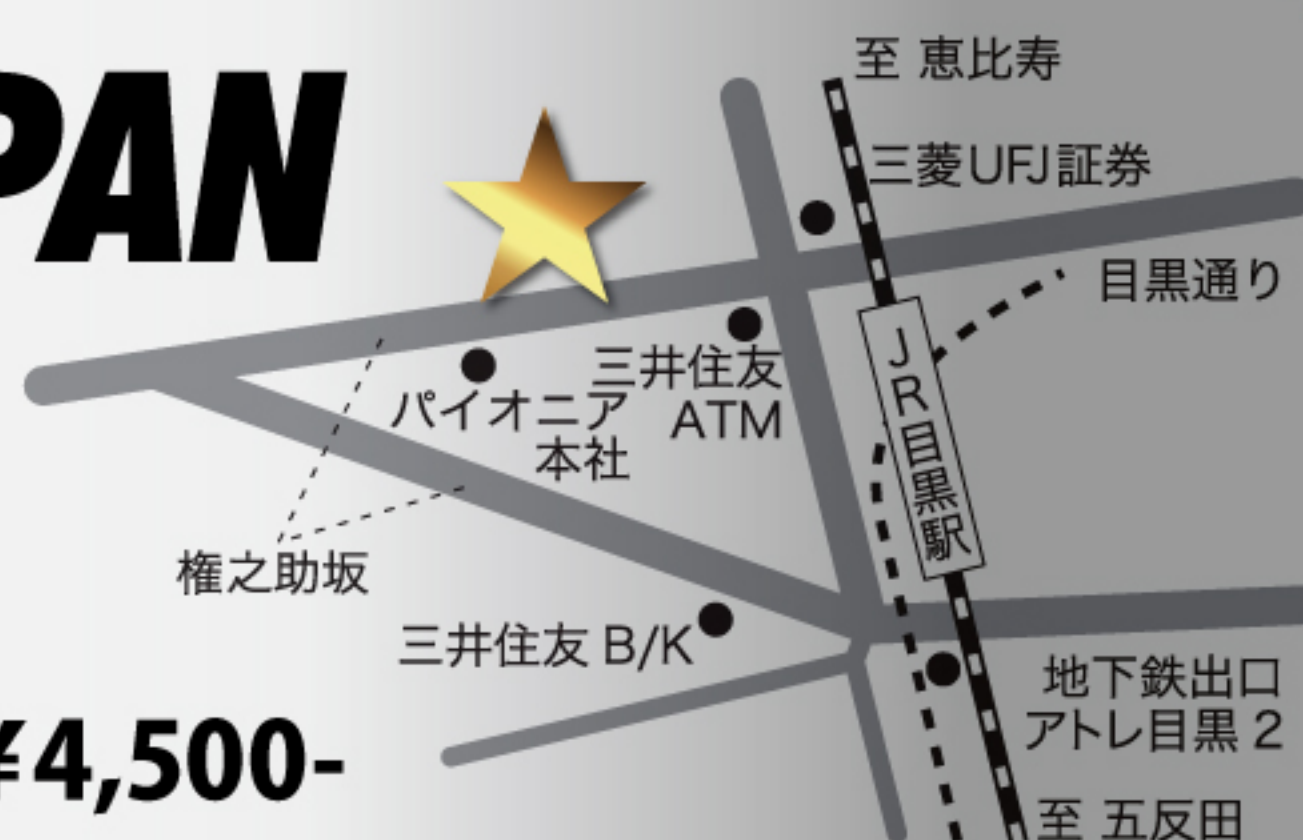 至 恵比寿
PAN
三菱UFJ証券
目黒通り
JR目黒駅
三井住友
ATM
パイオニア
本社
権之助坂
三井住友 B/K
地下鉄出口
アトレ目黒 2
¥4,500-
至 五反田